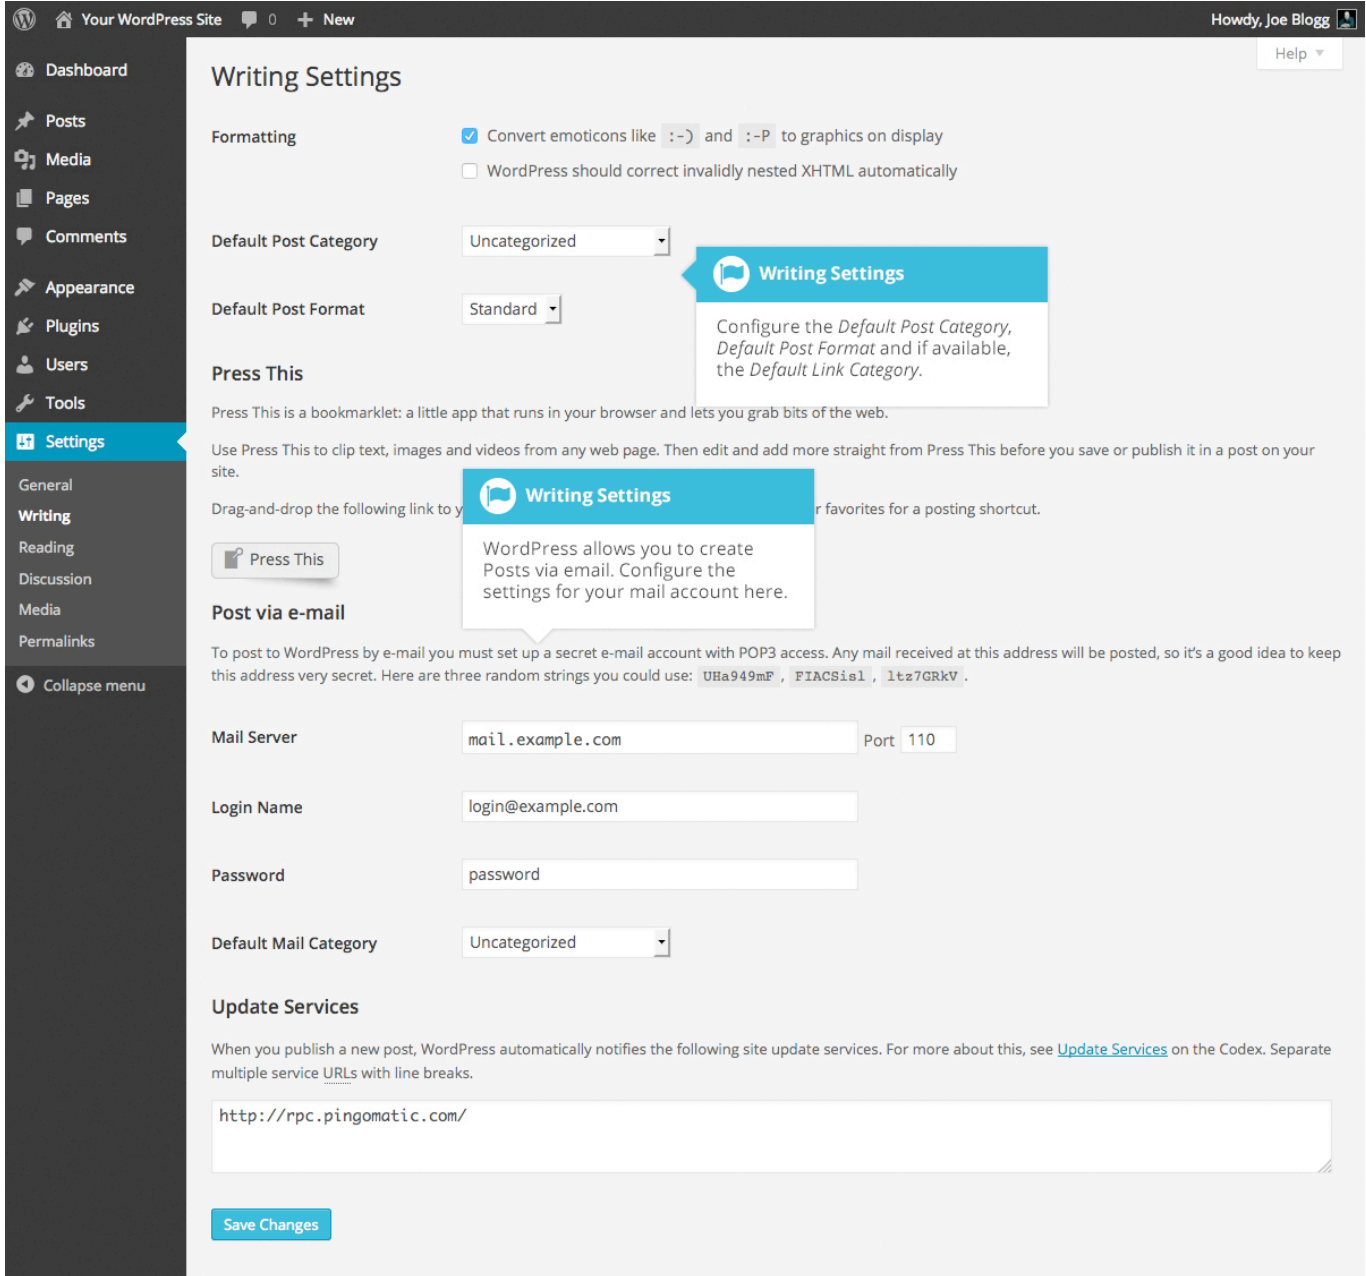 Your WordPress Site 0 + New Howdy, Joe Blogg
Help
Dashboard
Posts
Media
Pages
Comments
Appearance
Plugins
Users
Tools
Settings
General
Writing
Reading
Discussion
Media
Permalinks
Collapse menu
Writing Settings
Formatting
Convert emoticons like :-) and :-P to graphics on display
WordPress should correct invalidly nested XHTML automatically
Default Post Category Uncategorized
Default Post Format Standard
Writing Settings
Configure the Default Post Category,
Default Post Format and if available,
the Default Link Category.
Press This
Press This is a bookmarklet: a little app that runs in your browser and lets you grab bits of the web.
Use Press This to clip text, images and videos from any web page. Then edit and add more straight from Press This before you save or publish it in a post on your
site.
Drag-and-drop the following link to y
r favorites for a posting shortcut.
Press This
Writing Settings
WordPress allows you to create
Posts via email. Configure the
settings for your mail account here.
Post via e-mail
To post to WordPress by e-mail you must set up a secret e-mail account with POP3 access. Any mail received at this address will be posted, so it's a good idea to keep
this address very secret. Here are three random strings you could use: UHa949mF , FIACSisl , ltz7GRkV .
Mail Server mail.example.com Port 110
Login Name login@example.com
Password password
Default Mail Category Uncategorized
Update Services
When you publish a new post, WordPress automatically notifies the following site update services. For more about this, see Update Services on the Codex. Separate
multiple service URLs with line breaks.
http://rpc.pingomatic.com/
Save Changes